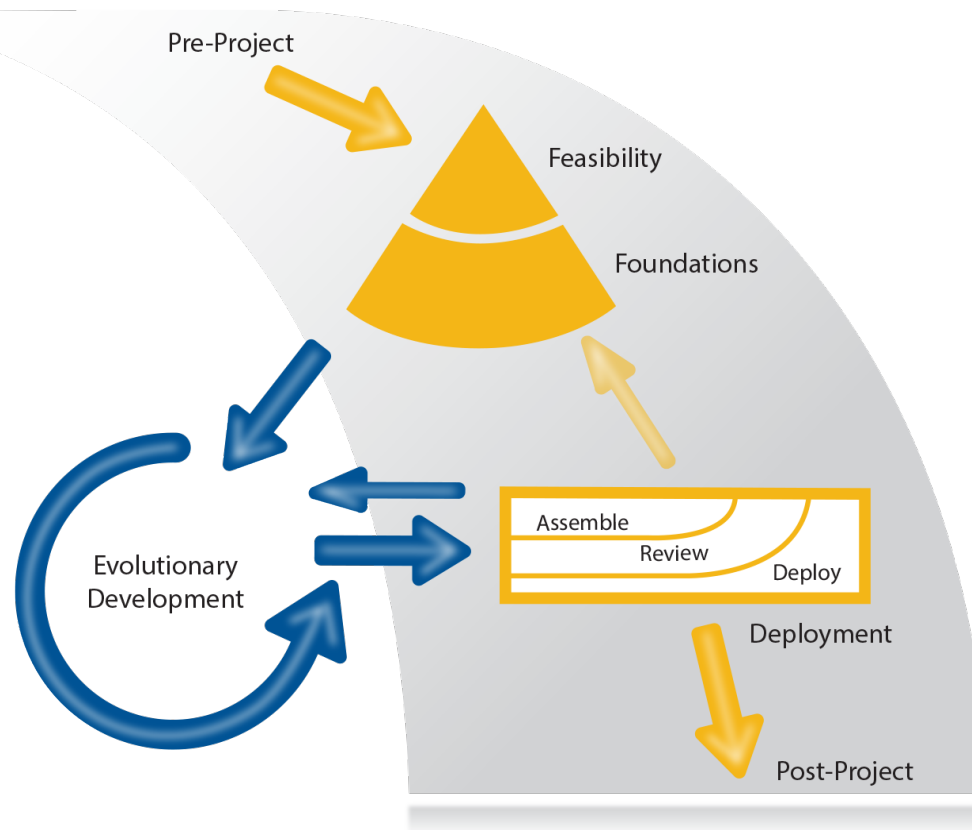 Pre-Project
Feasibility
Foundations
Evolutionary
Development
Assemble
Review
Deploy
Deployment
Post-Project